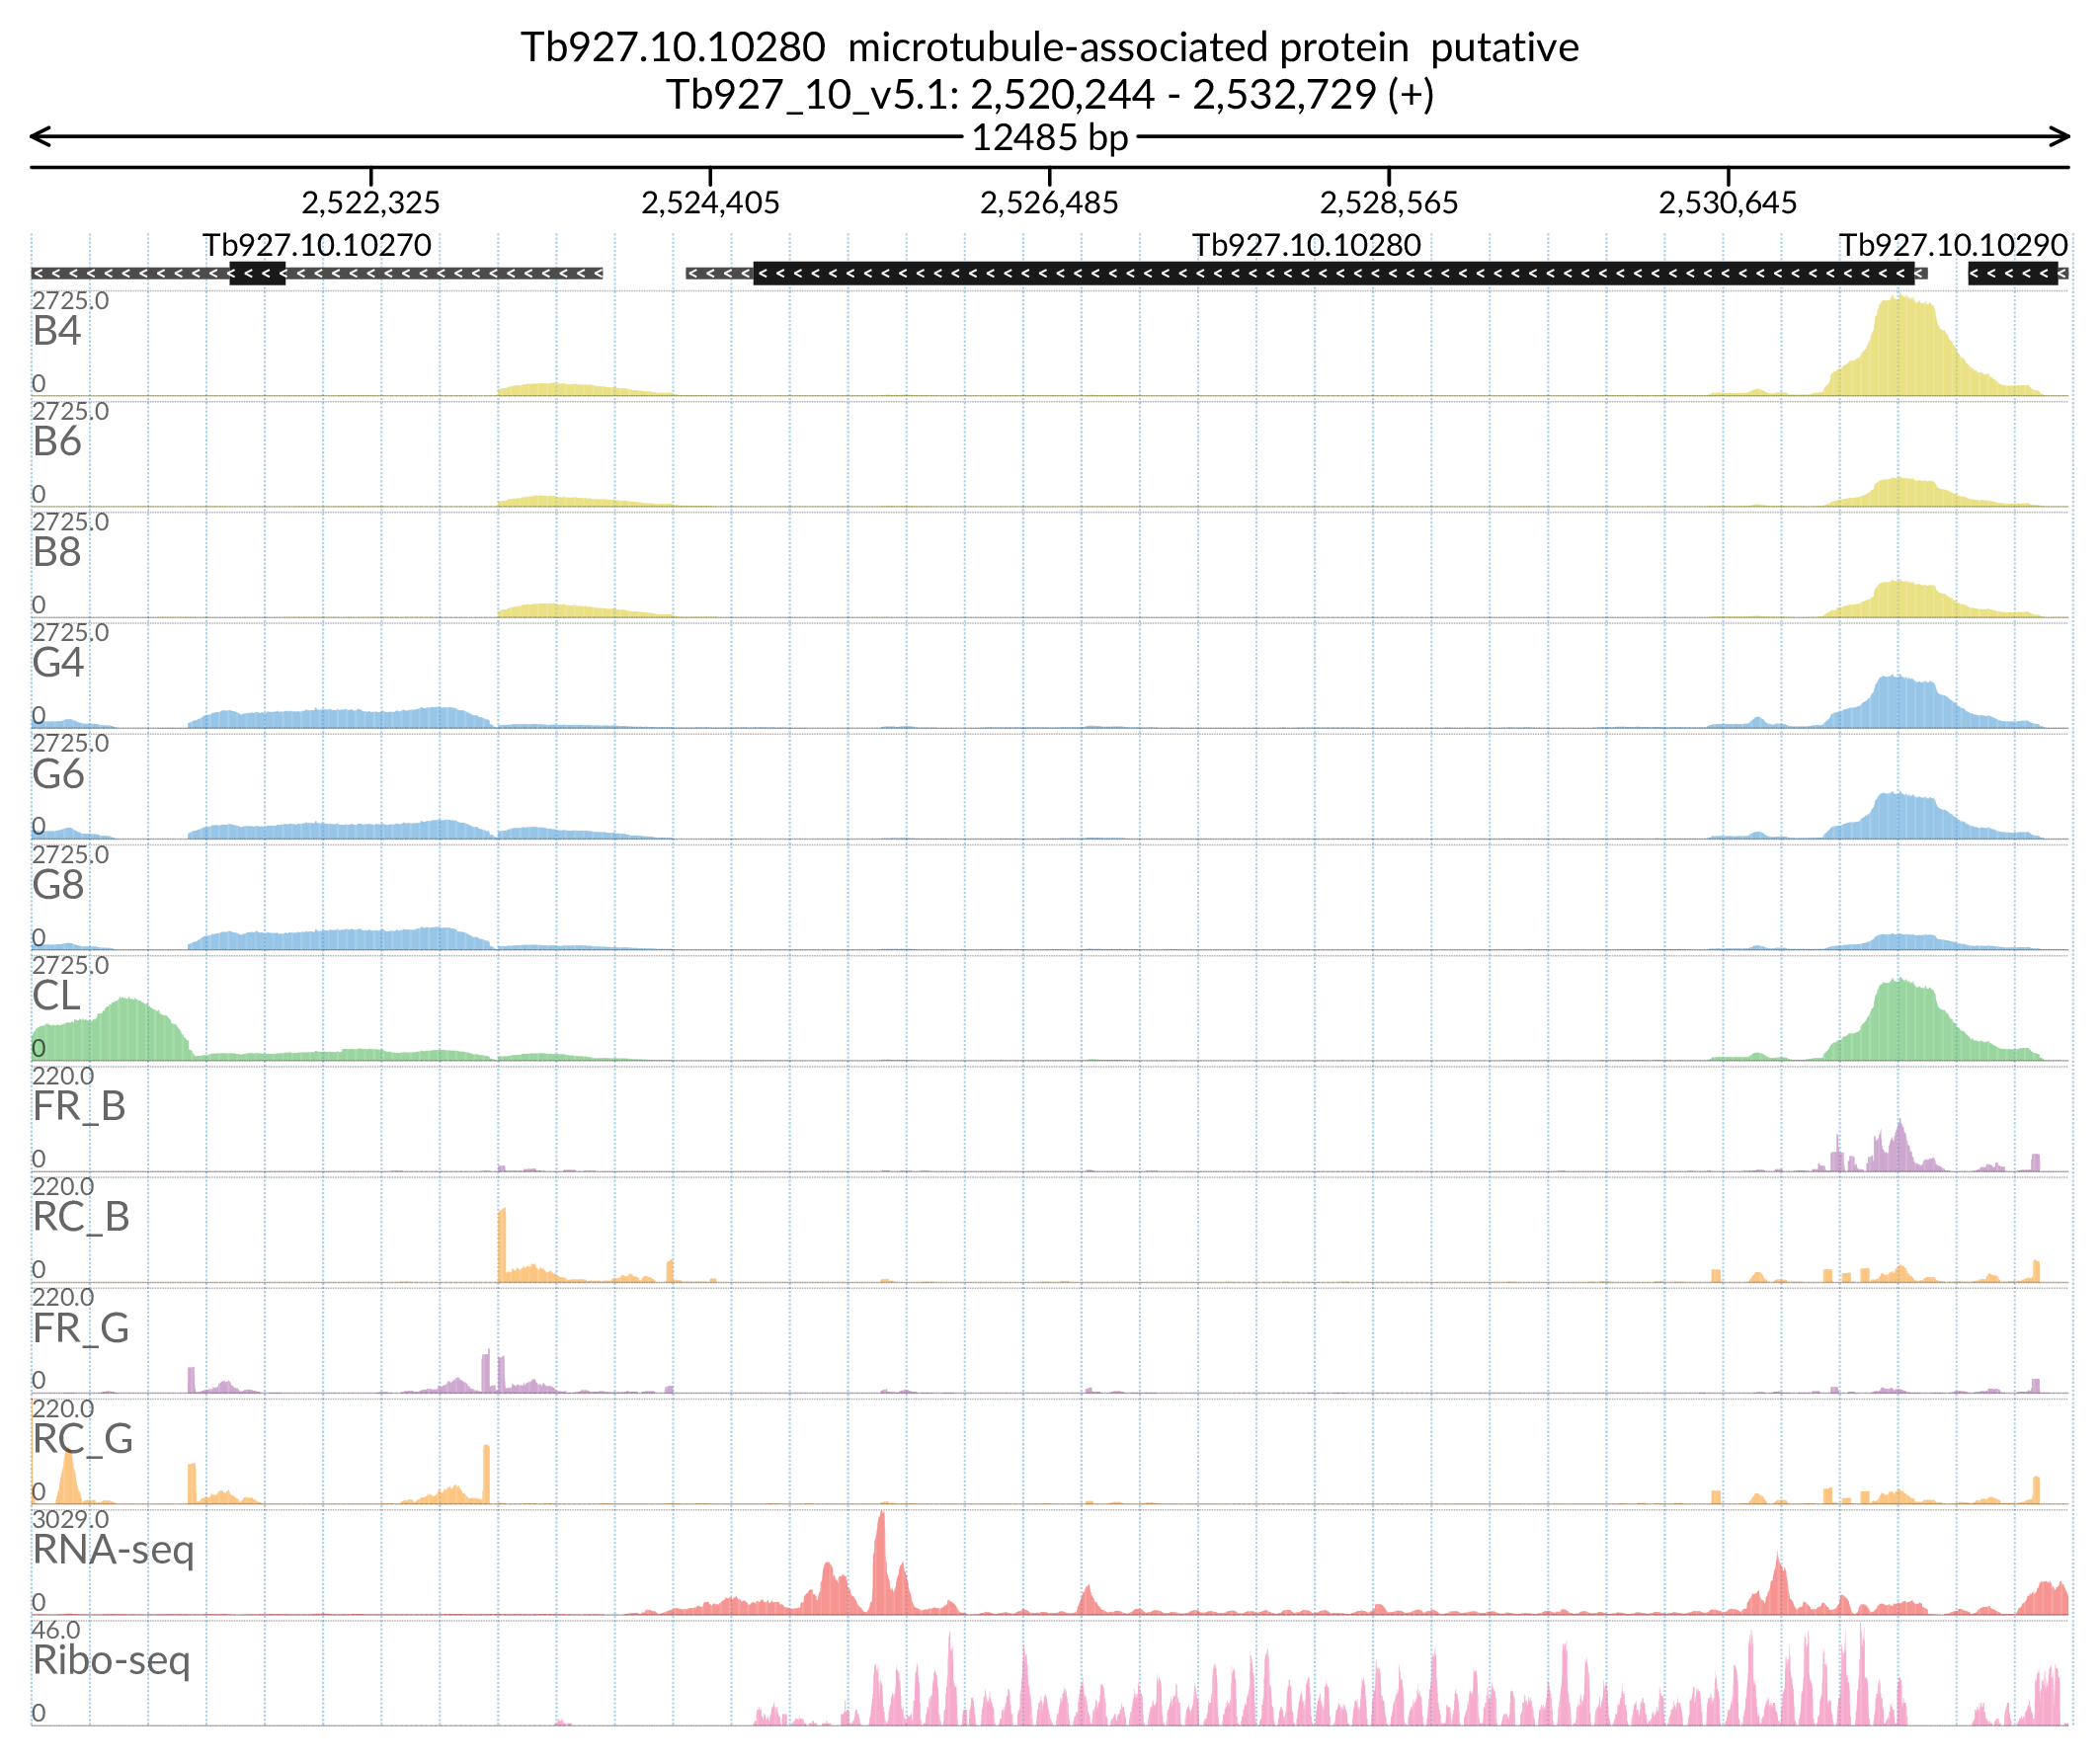 Tb927.10.10280 microtubule-associated protein putative
Tb927_10_v5.1: 2,520,244 - 2,532,729 (+)
12485 bp
2,522,325 2,524,405 2,526,485 2,528,565 2,530,645
Tb927.10.10270 Tb927.10.10280 Tb927.10.10290
2725.0
B4
0
2725.0
B6
0
2725.0
B8
0
2725.0
G4
0
2725.0
G6
0
2725.0
G8
0
2725.0
CL
0
220.0
FR_B
0
220.0
RC_B
0
220.0
FR_G
0
220.0
RC_G
0
3029.0
RNA-seq
0
46.0
Ribo-seq
0